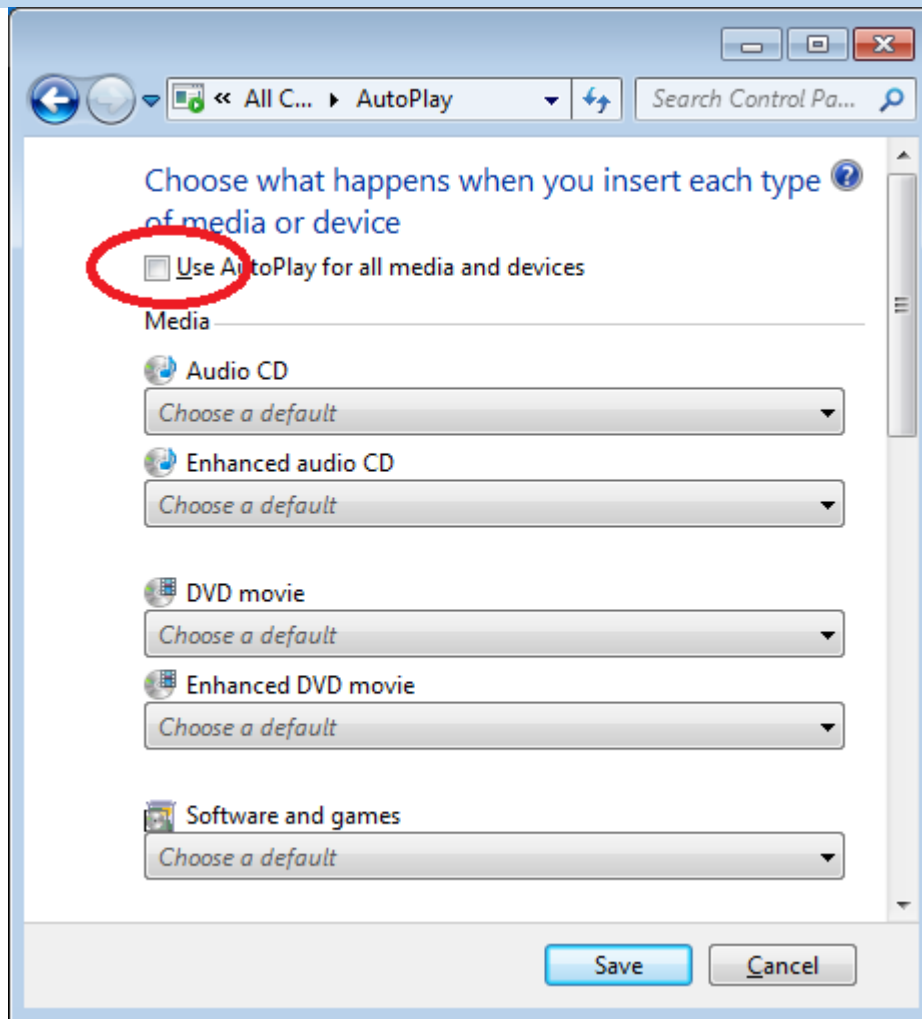 « All C... ▸ AutoPlay
Search Control Pa...
Choose what happens when you insert each type
of media or device
Use AutoPlay for all media and devices
Media
Audio CD
Choose a default
Enhanced audio CD
Choose a default
DVD movie
Choose a default
Enhanced DVD movie
Choose a default
Software and games
Choose a default
Save
Cancel